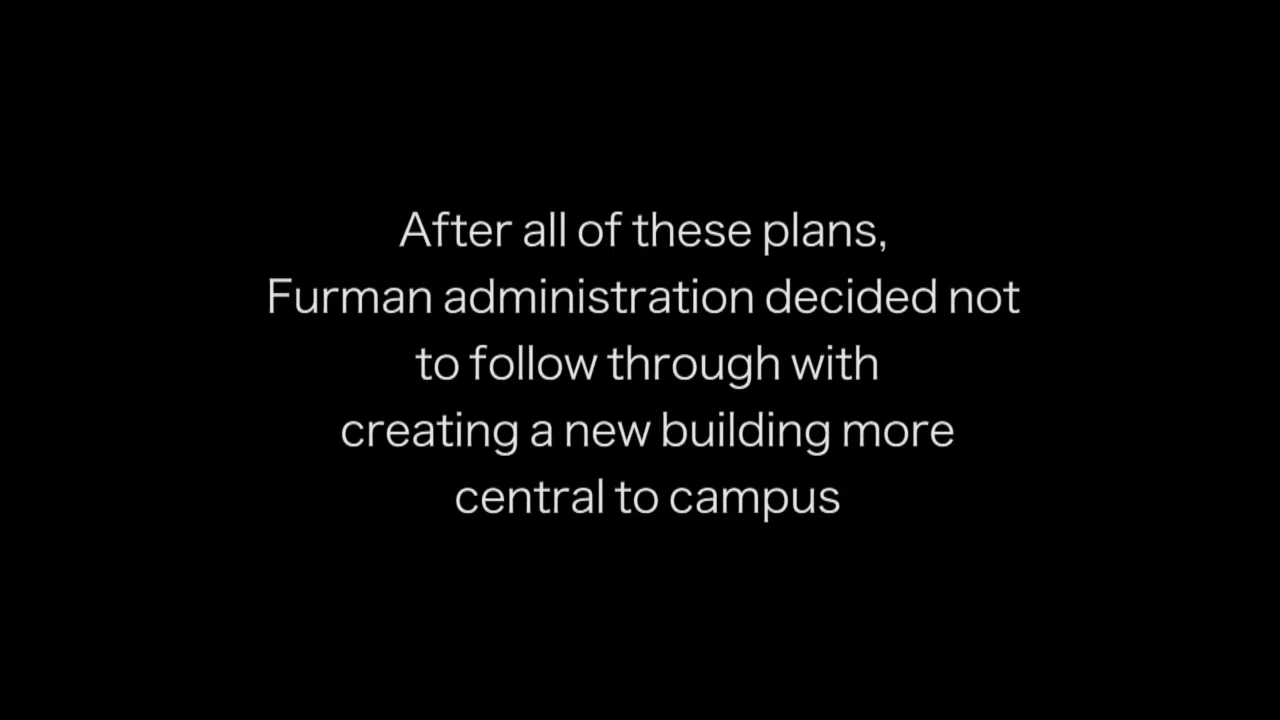 After all of these plans,
Furman administration decided not
to follow through with
creating a new building more
central to campus